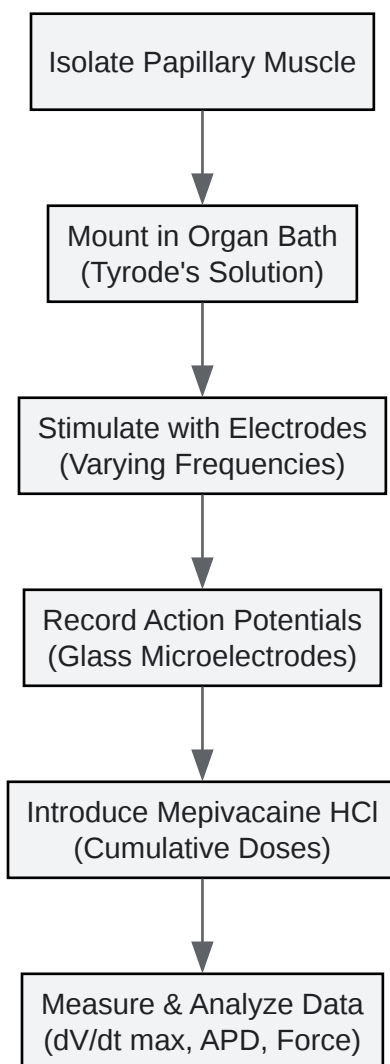 Isolate Papillary Muscle
Mount in Organ Bath
(Tyrode's Solution)
Stimulate with Electrodes
(Varying Frequencies)
Record Action Potentials
(Glass Microelectrodes)
Introduce Mepivacaine HCl
(Cumulative Doses)
Measure & Analyze Data
(dV/dt max, APD, Force)